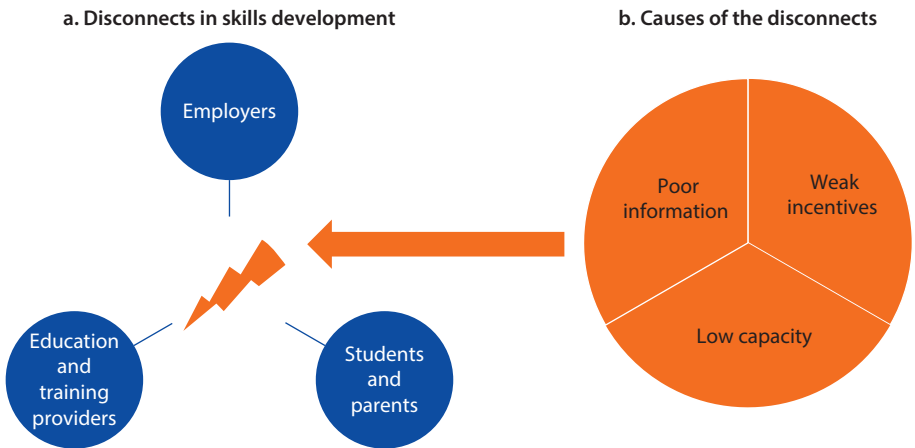 a. Disconnects in skills development
Employers
Education
and
training
providers
Students
and
parents
b. Causes of the disconnects
Poor
information
Weak
incentives
Low capacity